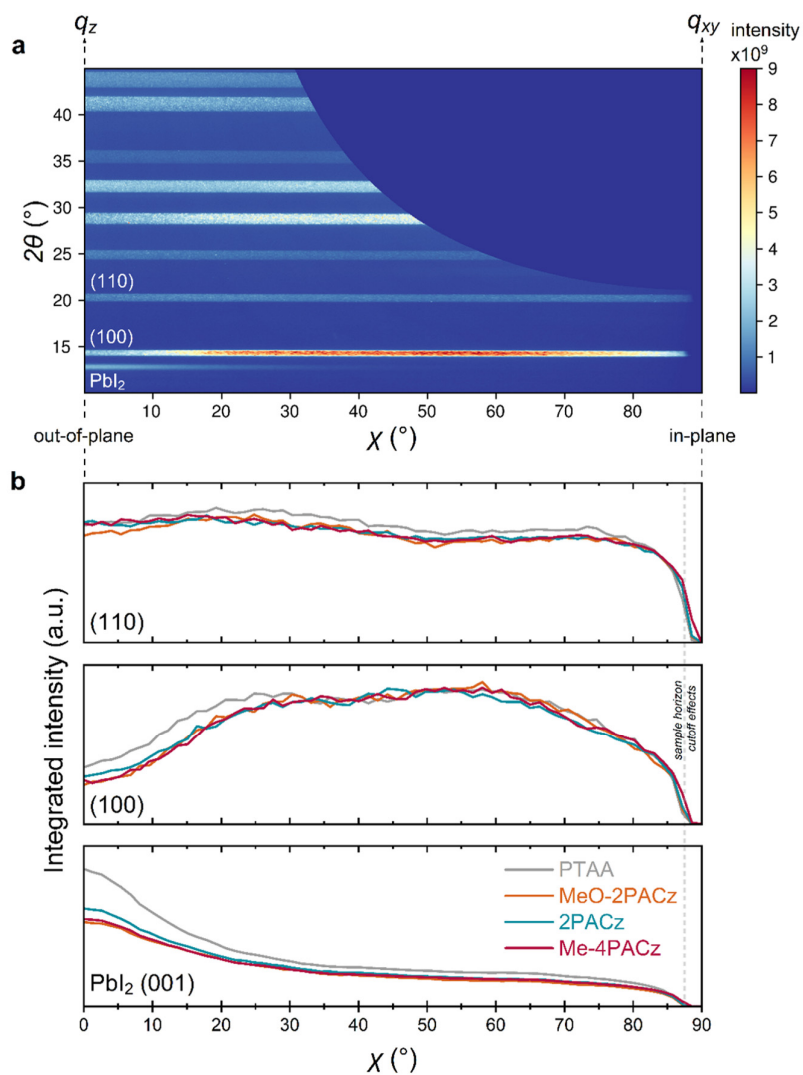 q_z
q_xy
a
intensity
x10⁹
9
8
7
6
5
4
3
2
1
2θ (°)
40
35
30
25
20
15
(110)
(100)
PbI₂
10 20 30 40 50 60 70 80
out-of-plane
χ (°)
in-plane
b
Integrated intensity (a.u.)
(110)
(100)
sample horizon
cutoff effects
PTAA
MeO-2PACz
2PACz
Me-4PACz
PbI₂ (001)
0 10 20 30 40 50 60 70 80 90
χ (°)